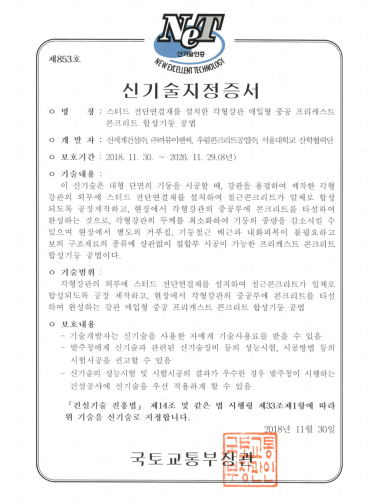 NeT
신기술인증
NEW EXCELLENT TECHNOLOGY
제853호
신기술지정증서
ㅇ 명 칭 : 스터드 전단연결재를 설치한 각형강관 매입형 중공 프리캐스트
콘크리트 합성기둥 공법
ㅇ 개 발 자 : 신세계건설㈜, ㈜까뮤이앤씨, 우림콘크리트공업㈜, 서울대학교 산학협력단
ㅇ 보호기간 : 2018. 11. 30. ~ 2026. 11. 29.(8년)
ㅇ 기술내용 :
이 신기술은 대형 단면의 기둥을 시공할 때, 강판을 용접하여 제작한 각형
강관의 외부에 스터드 전단연결재를 설치하여 철근콘크리트가 일체로 합성
되도록 공장제작하고, 현장에서 각형강관의 중공부에 콘크리트를 타설하여
완성하는 것으로, 각형강관의 두께를 최소화하여 기둥의 중량을 감소시킬 수
있으며 현장에서 별도의 거푸집, 기둥철근 배근과 내화피복이 불필요하고
보의 구조재료의 종류에 상관없이 접합부 시공이 가능한 프리캐스트 콘크리트
합성기둥 공법이다.
ㅇ 기술범위 :
각형강관의 외부에 스터드 전단연결재를 설치하여 철근콘크리트가 일체로
합성되도록 공장 제작하고, 현장에서 각형강관의 중공부에 콘크리트를 타설
하여 완성하는 강관 매입형 중공 프리캐스트 콘크리트 합성기둥 공법
ㅇ 보호내용
- 기술개발자는 신기술을 사용한 자에게 기술사용료를 받을 수 있음
- 발주청에게 신기술과 관련된 신기술장비 등의 성능시험, 시공방법 등의
시험시공을 권고할 수 있음
- 신기술의 성능시험 및 시험시공의 결과가 우수한 경우 발주청이 시행하는
건설공사에 신기술을 우선 적용하게 할 수 있음
「건설기술 진흥법」 제14조 및 같은 법 시행령 제33조제1항에 따라
위 기술을 신기술로 지정합니다.
2018년 11월 30일
국토교통부장관
국토교통
부장관인